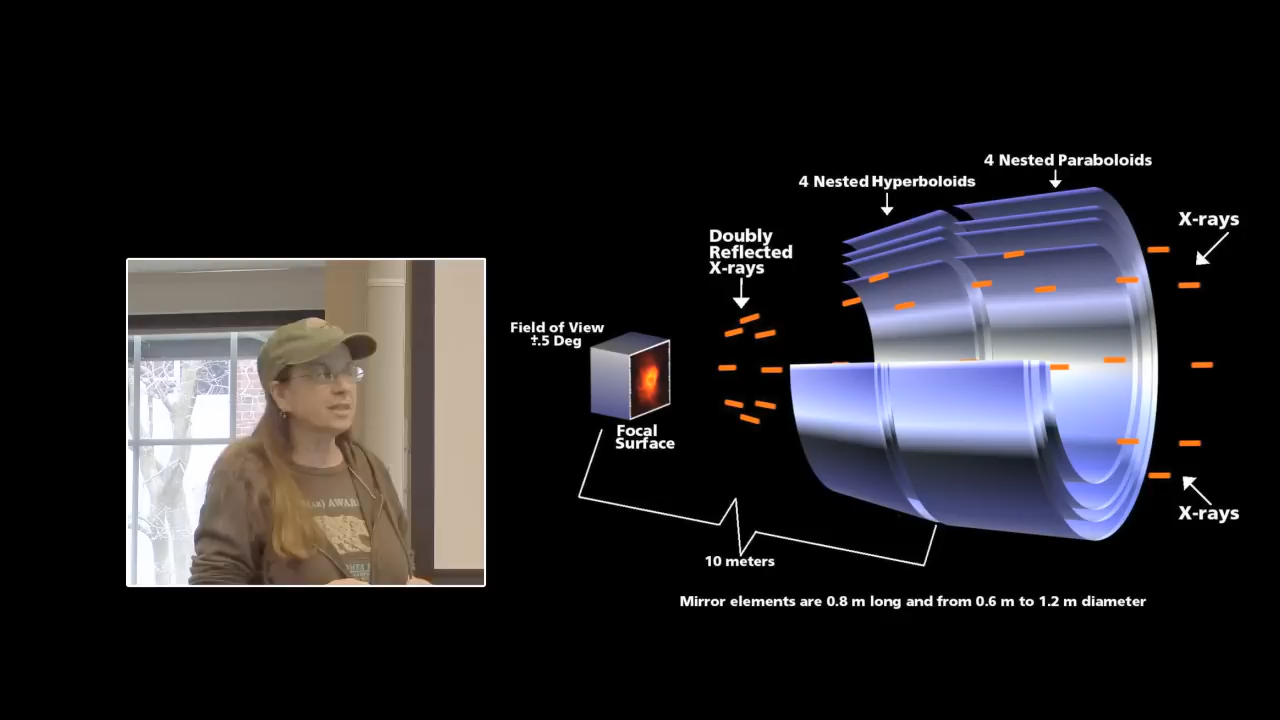 4 Nested Paraboloids
4 Nested Hyperboloids
X-rays
Doubly
Reflected
X-rays
Field of View
±.5 Deg
Focal
Surface
X-rays
10 meters
Mirror elements are 0.8 m long and from 0.6 m to 1.2 m diameter
AWAR